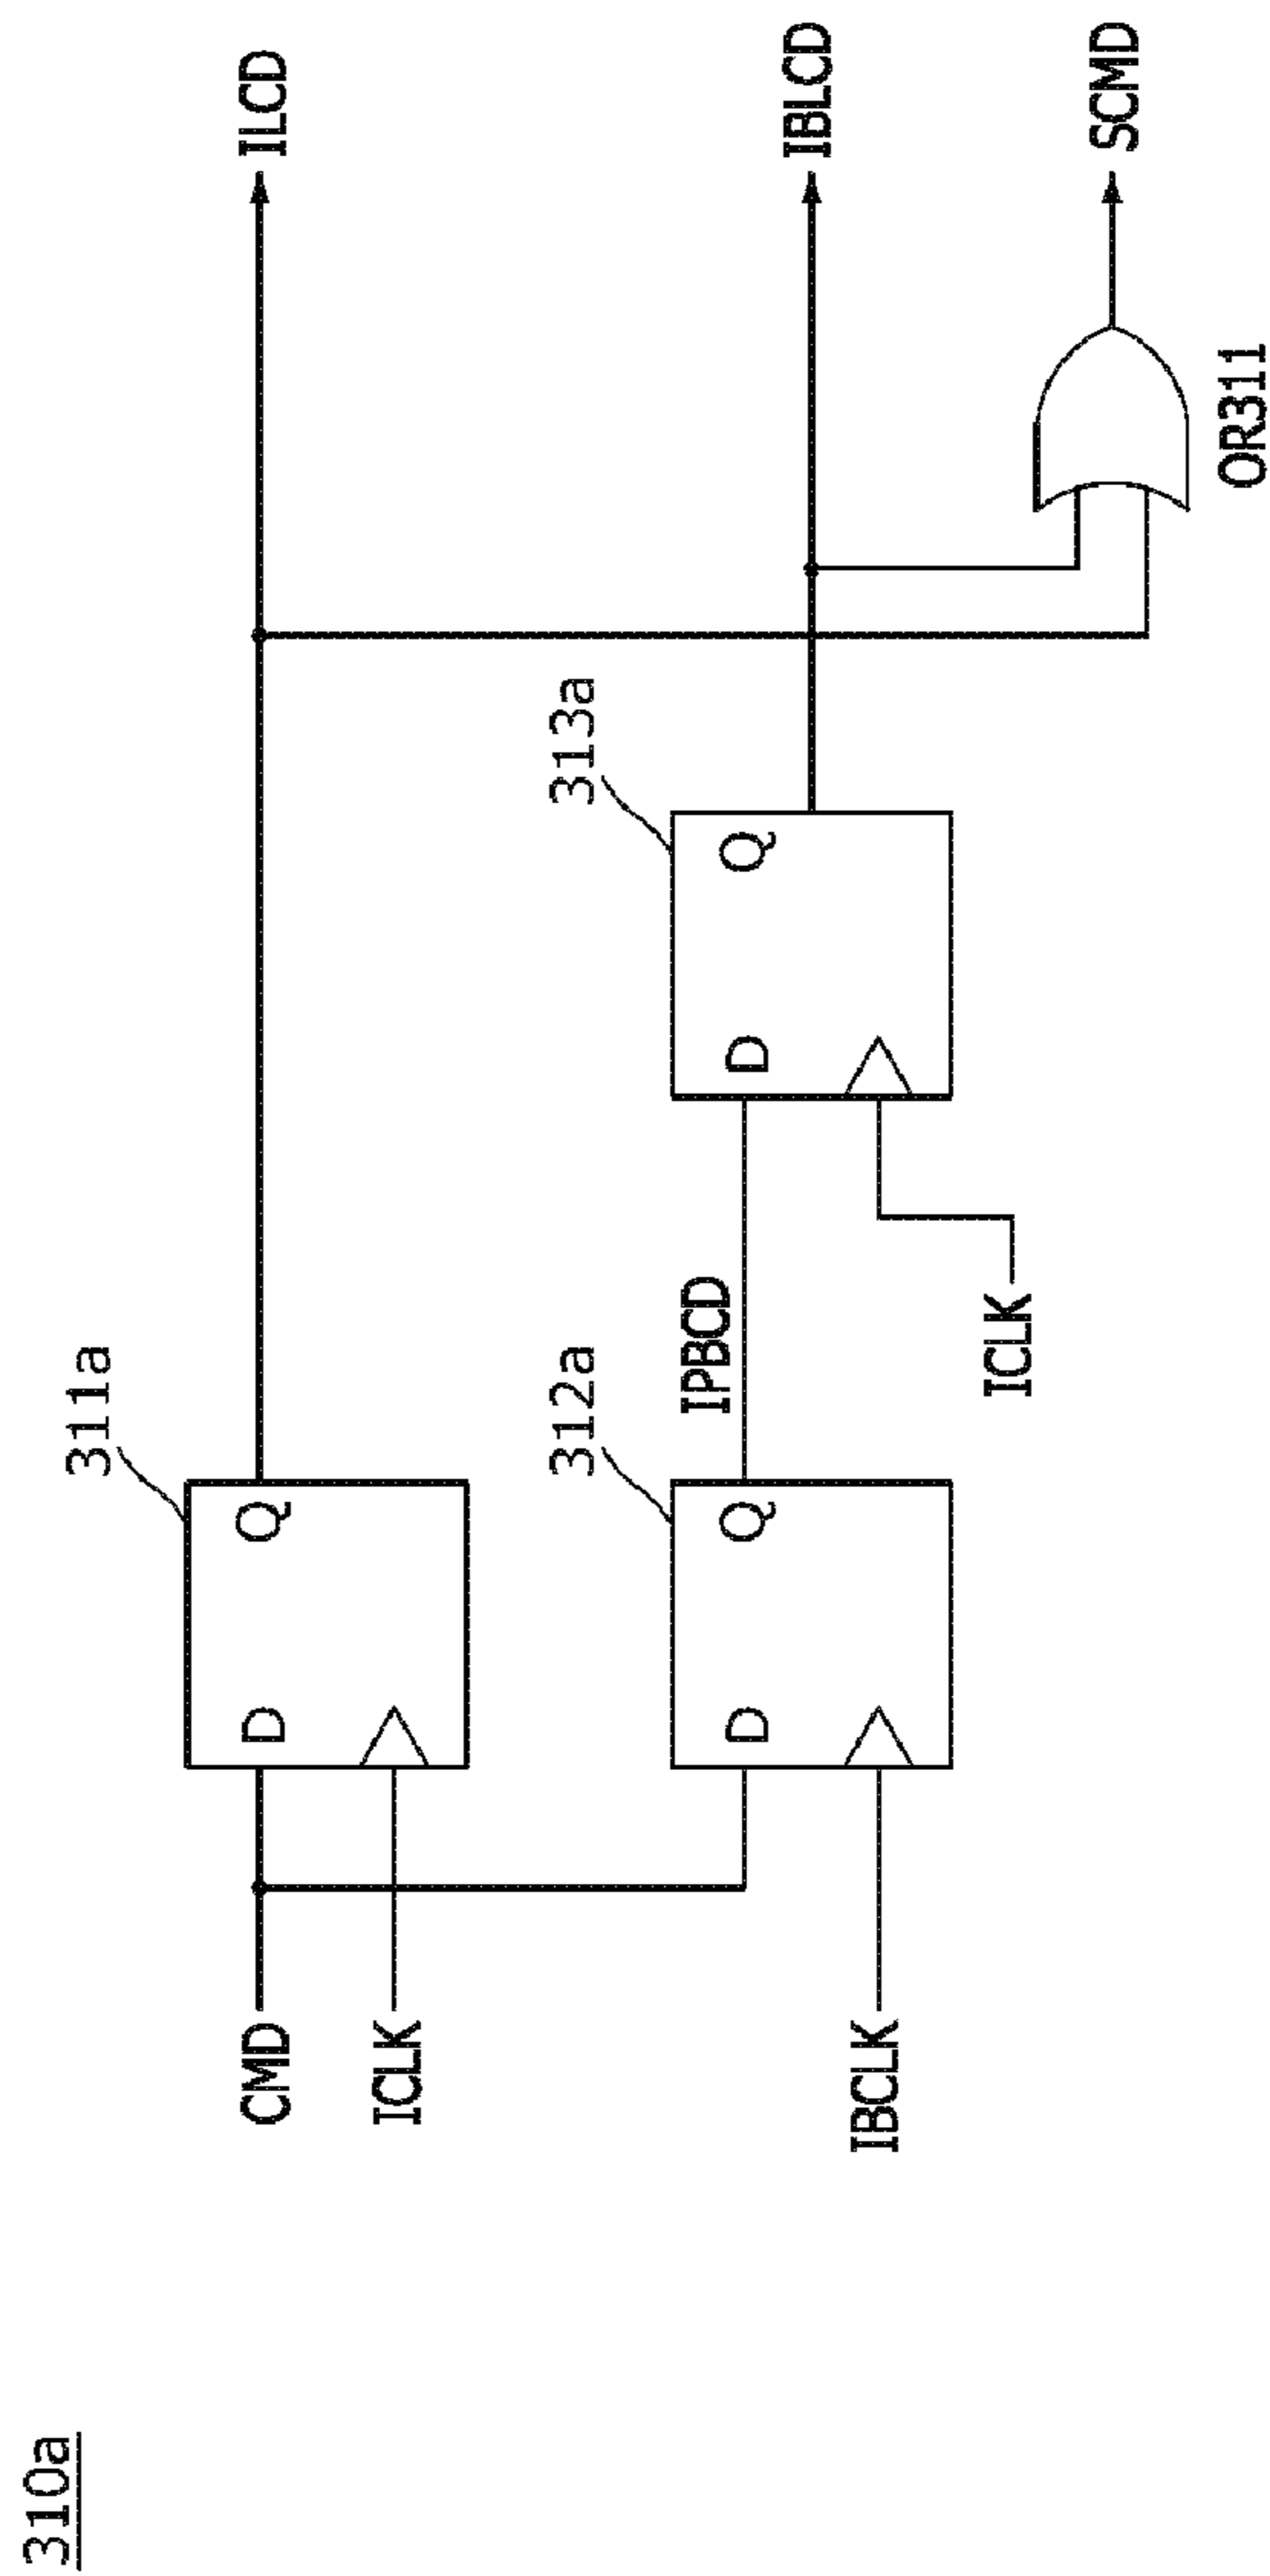 310a
311a
CMD
D
Q
ILCD
ICLK
312a
313a
IPBCD
D
Q
D
Q
IBLCD
IBCLK
ICLK
SCMD
OR311